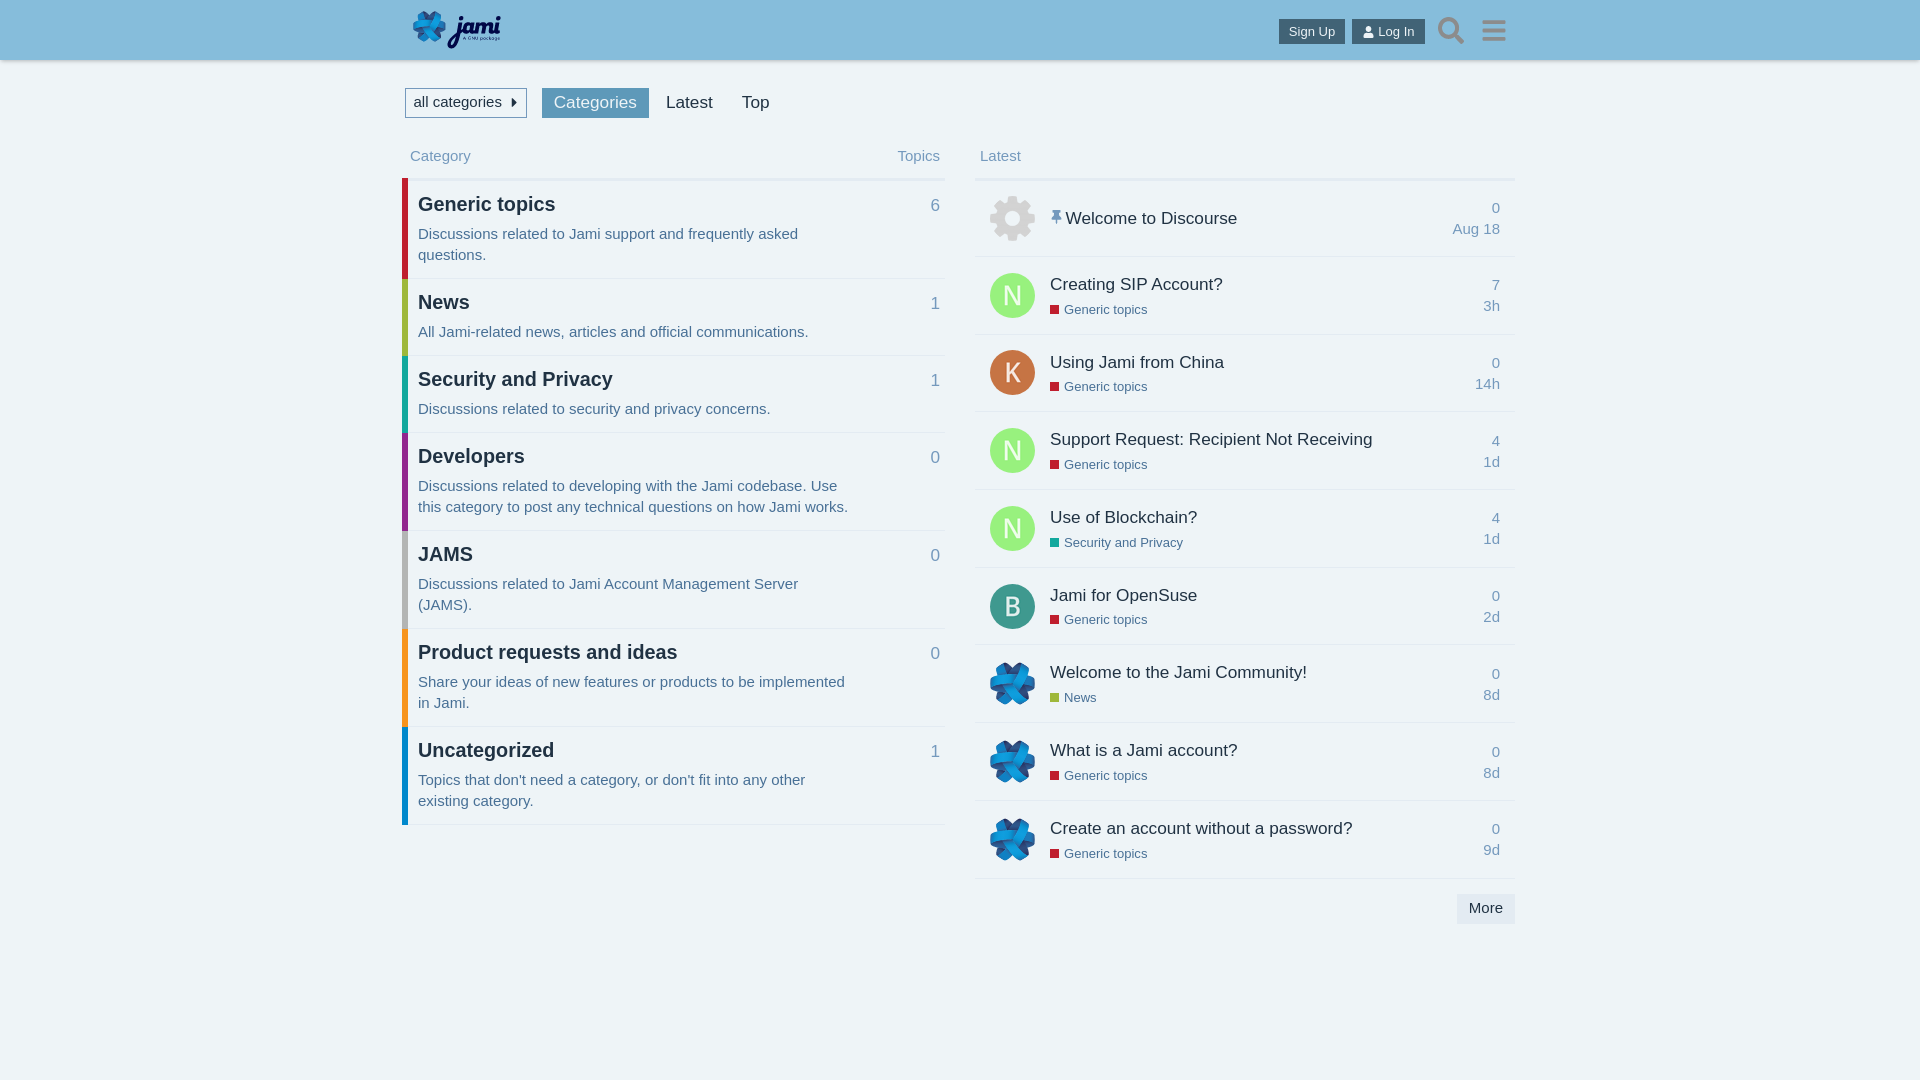 jami
A GNU package
Sign Up
Log In
all categories
Categories
Latest
Top
Category
Topics
Generic topics
6
Discussions related to Jami support and frequently asked
questions.
News
1
All Jami-related news, articles and official communications.
Security and Privacy
1
Discussions related to security and privacy concerns.
Developers
0
Discussions related to developing with the Jami codebase. Use
this category to post any technical questions on how Jami works.
JAMS
0
Discussions related to Jami Account Management Server
(JAMS).
Product requests and ideas
0
Share your ideas of new features or products to be implemented
in Jami.
Uncategorized
1
Topics that don't need a category, or don't fit into any other
existing category.
Latest
Welcome to Discourse
0
Aug 18
N
Creating SIP Account?
Generic topics
7
3h
K
Using Jami from China
Generic topics
0
14h
N
Support Request: Recipient Not Receiving
Generic topics
4
1d
N
Use of Blockchain?
Security and Privacy
4
1d
B
Jami for OpenSuse
Generic topics
0
2d
Welcome to the Jami Community!
News
0
8d
What is a Jami account?
Generic topics
0
8d
Create an account without a password?
Generic topics
0
9d
More